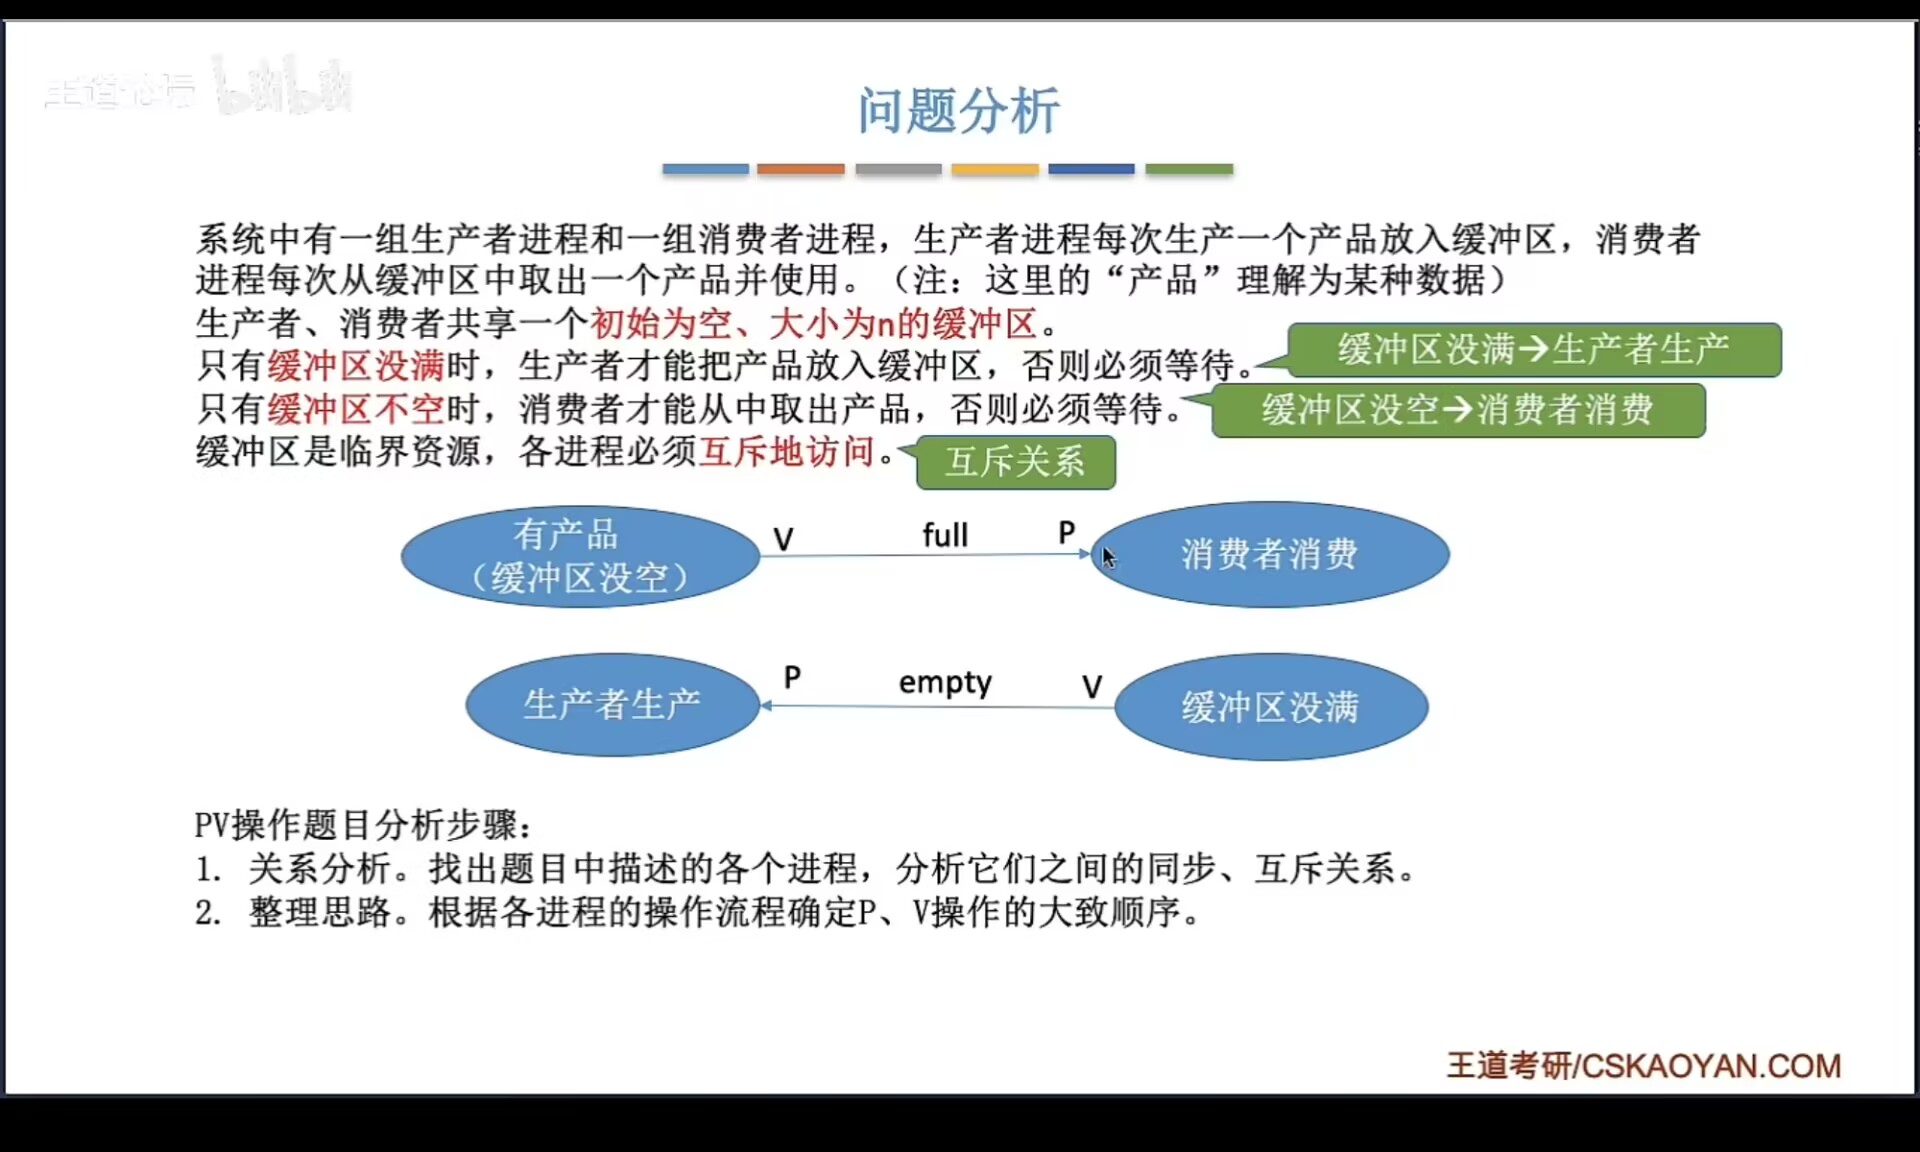 王道论坛 bilibili
问题分析
系统中有一组生产者进程和一组消费者进程，生产者进程每次生产一个产品放入缓冲区，消费者
进程每次从缓冲区中取出一个产品并使用。（注：这里的“产品”理解为某种数据）
生产者、消费者共享一个初始为空、大小为n的缓冲区。
只有缓冲区没满时，生产者才能把产品放入缓冲区，否则必须等待。
缓冲区没满→生产者生产
只有缓冲区不空时，消费者才能从中取出产品，否则必须等待。
缓冲区没空→消费者消费
缓冲区是临界资源，各进程必须互斥地访问。
互斥关系
有产品
（缓冲区没空）
V full P
消费者消费
生产者生产
P empty V
缓冲区没满
PV操作题目分析步骤：
1. 关系分析。找出题目中描述的各个进程，分析它们之间的同步、互斥关系。
2. 整理思路。根据各进程的操作流程确定P、V操作的大致顺序。
王道考研/CSKAOYAN.COM